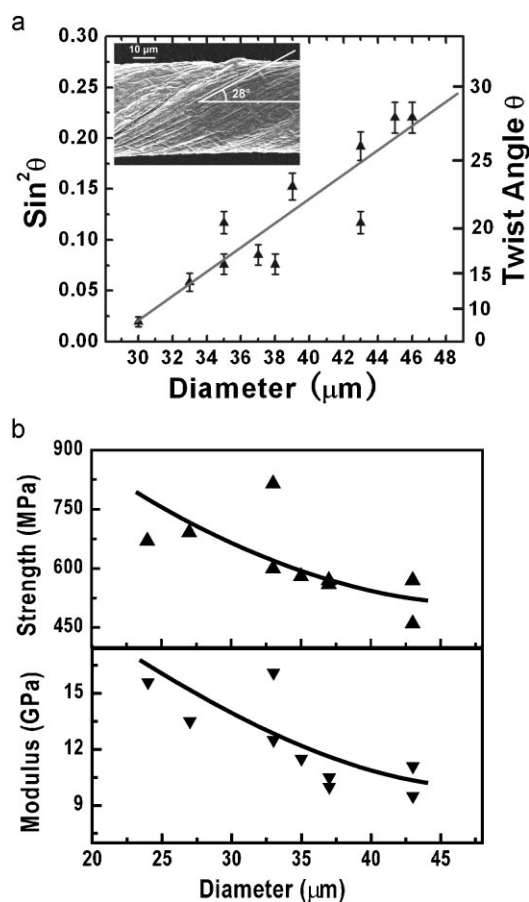 a
10 μm
28°
0.30
0.25
0.20
0.15
0.10
0.05
0.00
Sin²θ
30
25
20
15
10
0
Twist Angle θ
30 32 34 36 38 40 42 44 46 48
Diameter (μm)
b
900
750
600
450
Strength (MPa)
15
12
9
Modulus (GPa)
20 25 30 35 40 45
Diameter (μm)